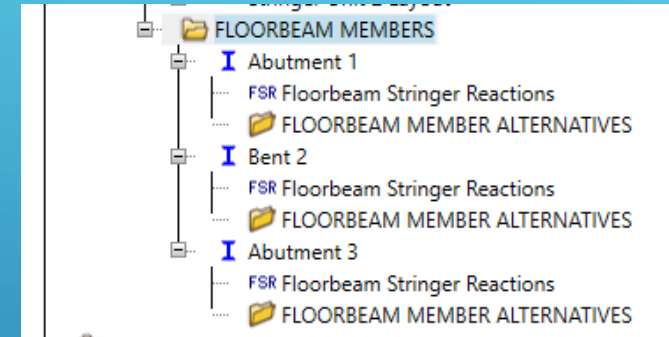 FLOORBEAM MEMBERS
Abutment 1
FSR Floorbeam Stringer Reactions
FLOORBEAM MEMBER ALTERNATIVES
Bent 2
FSR Floorbeam Stringer Reactions
FLOORBEAM MEMBER ALTERNATIVES
Abutment 3
FSR Floorbeam Stringer Reactions
FLOORBEAM MEMBER ALTERNATIVES